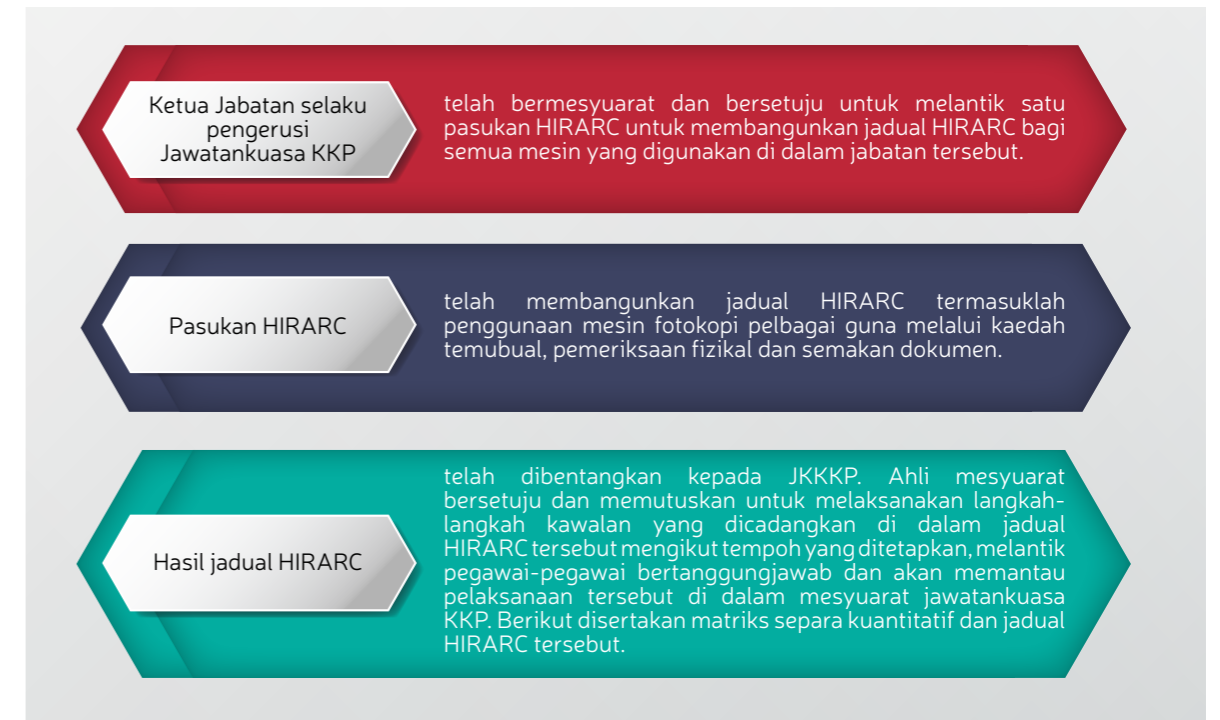 Ketua Jabatan selaku
pengerusi
Jawatankuasa KKP
telah bermesyuarat dan bersetuju untuk melantik satu
pasukan HIRARC untuk membangunkan jadual HIRARC bagi
semua mesin yang digunakan di dalam jabatan tersebut.
Pasukan HIRARC
telah membangunkan jadual HIRARC termasuklah
penggunaan mesin fotokopi pelbagai guna melalui kaedah
temubual, pemeriksaan fizikal dan semakan dokumen.
Hasil jadual HIRARC
telah dibentangkan kepada JKKKP. Ahli mesyuarat
bersetuju dan memutuskan untuk melaksanakan langkah-
langkah kawalan yang dicadangkan di dalam jadual
HIRARC tersebut mengikut tempoh yang ditetapkan, melantik
pegawai-pegawai bertanggungjawab dan akan memantau
pelaksanaan tersebut di dalam mesyuarat jawatankuasa
KKP. Berikut disertakan matriks separa kuantitatif dan jadual
HIRARC tersebut.